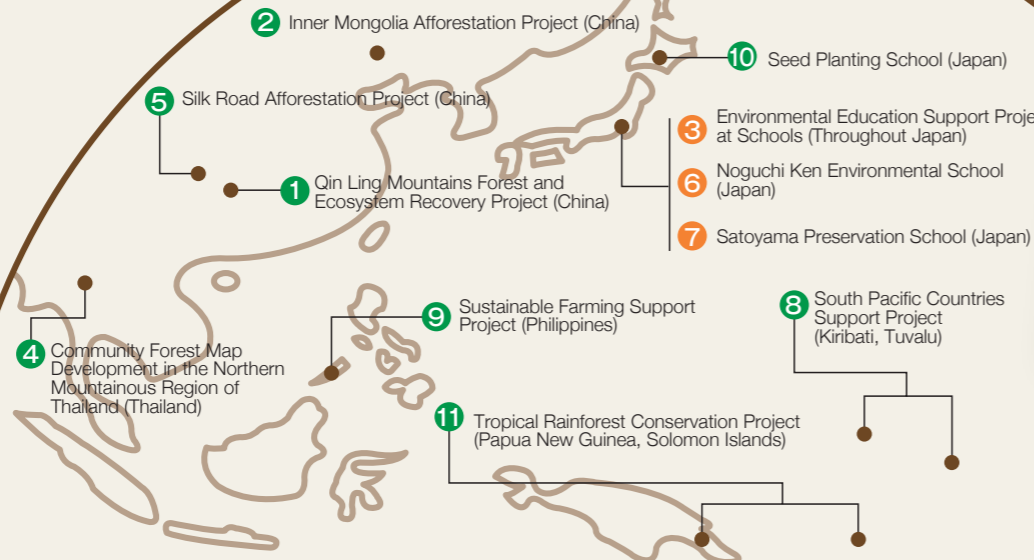 2 Inner Mongolia Afforestation Project (China)
10 Seed Planting School (Japan)
5 Silk Road Afforestation Project (China)
3 Environmental Education Support
at Schools (Throughout Japan)
1 Qin Ling Mountains Forest and
Ecosystem Recovery Project (China)
6 Noguchi Ken Environmental School
(Japan)
7 Satoyama Preservation School (Japan)
9 Sustainable Farming Support
Project (Philippines)
8 South Pacific Countries
Support Project
(Kiribati, Tuvalu)
4 Community Forest Map
Development in the Northern
Mountainous Region of
Thailand (Thailand)
11 Tropical Rainforest Conservation Project
(Papua New Guinea, Solomon Islands)